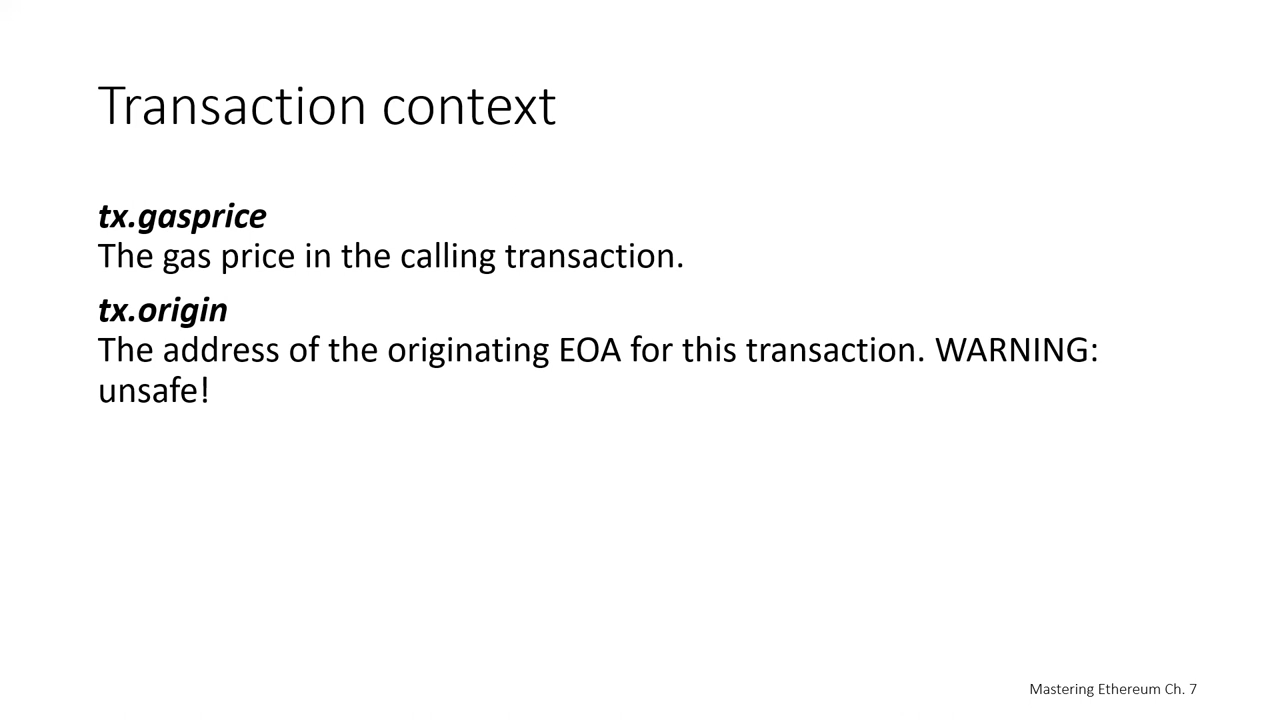 Transaction context
tx.gasprice
The gas price in the calling transaction.
tx.origin
The address of the originating EOA for this transaction. WARNING:
unsafe!
Mastering Ethereum Ch. 7